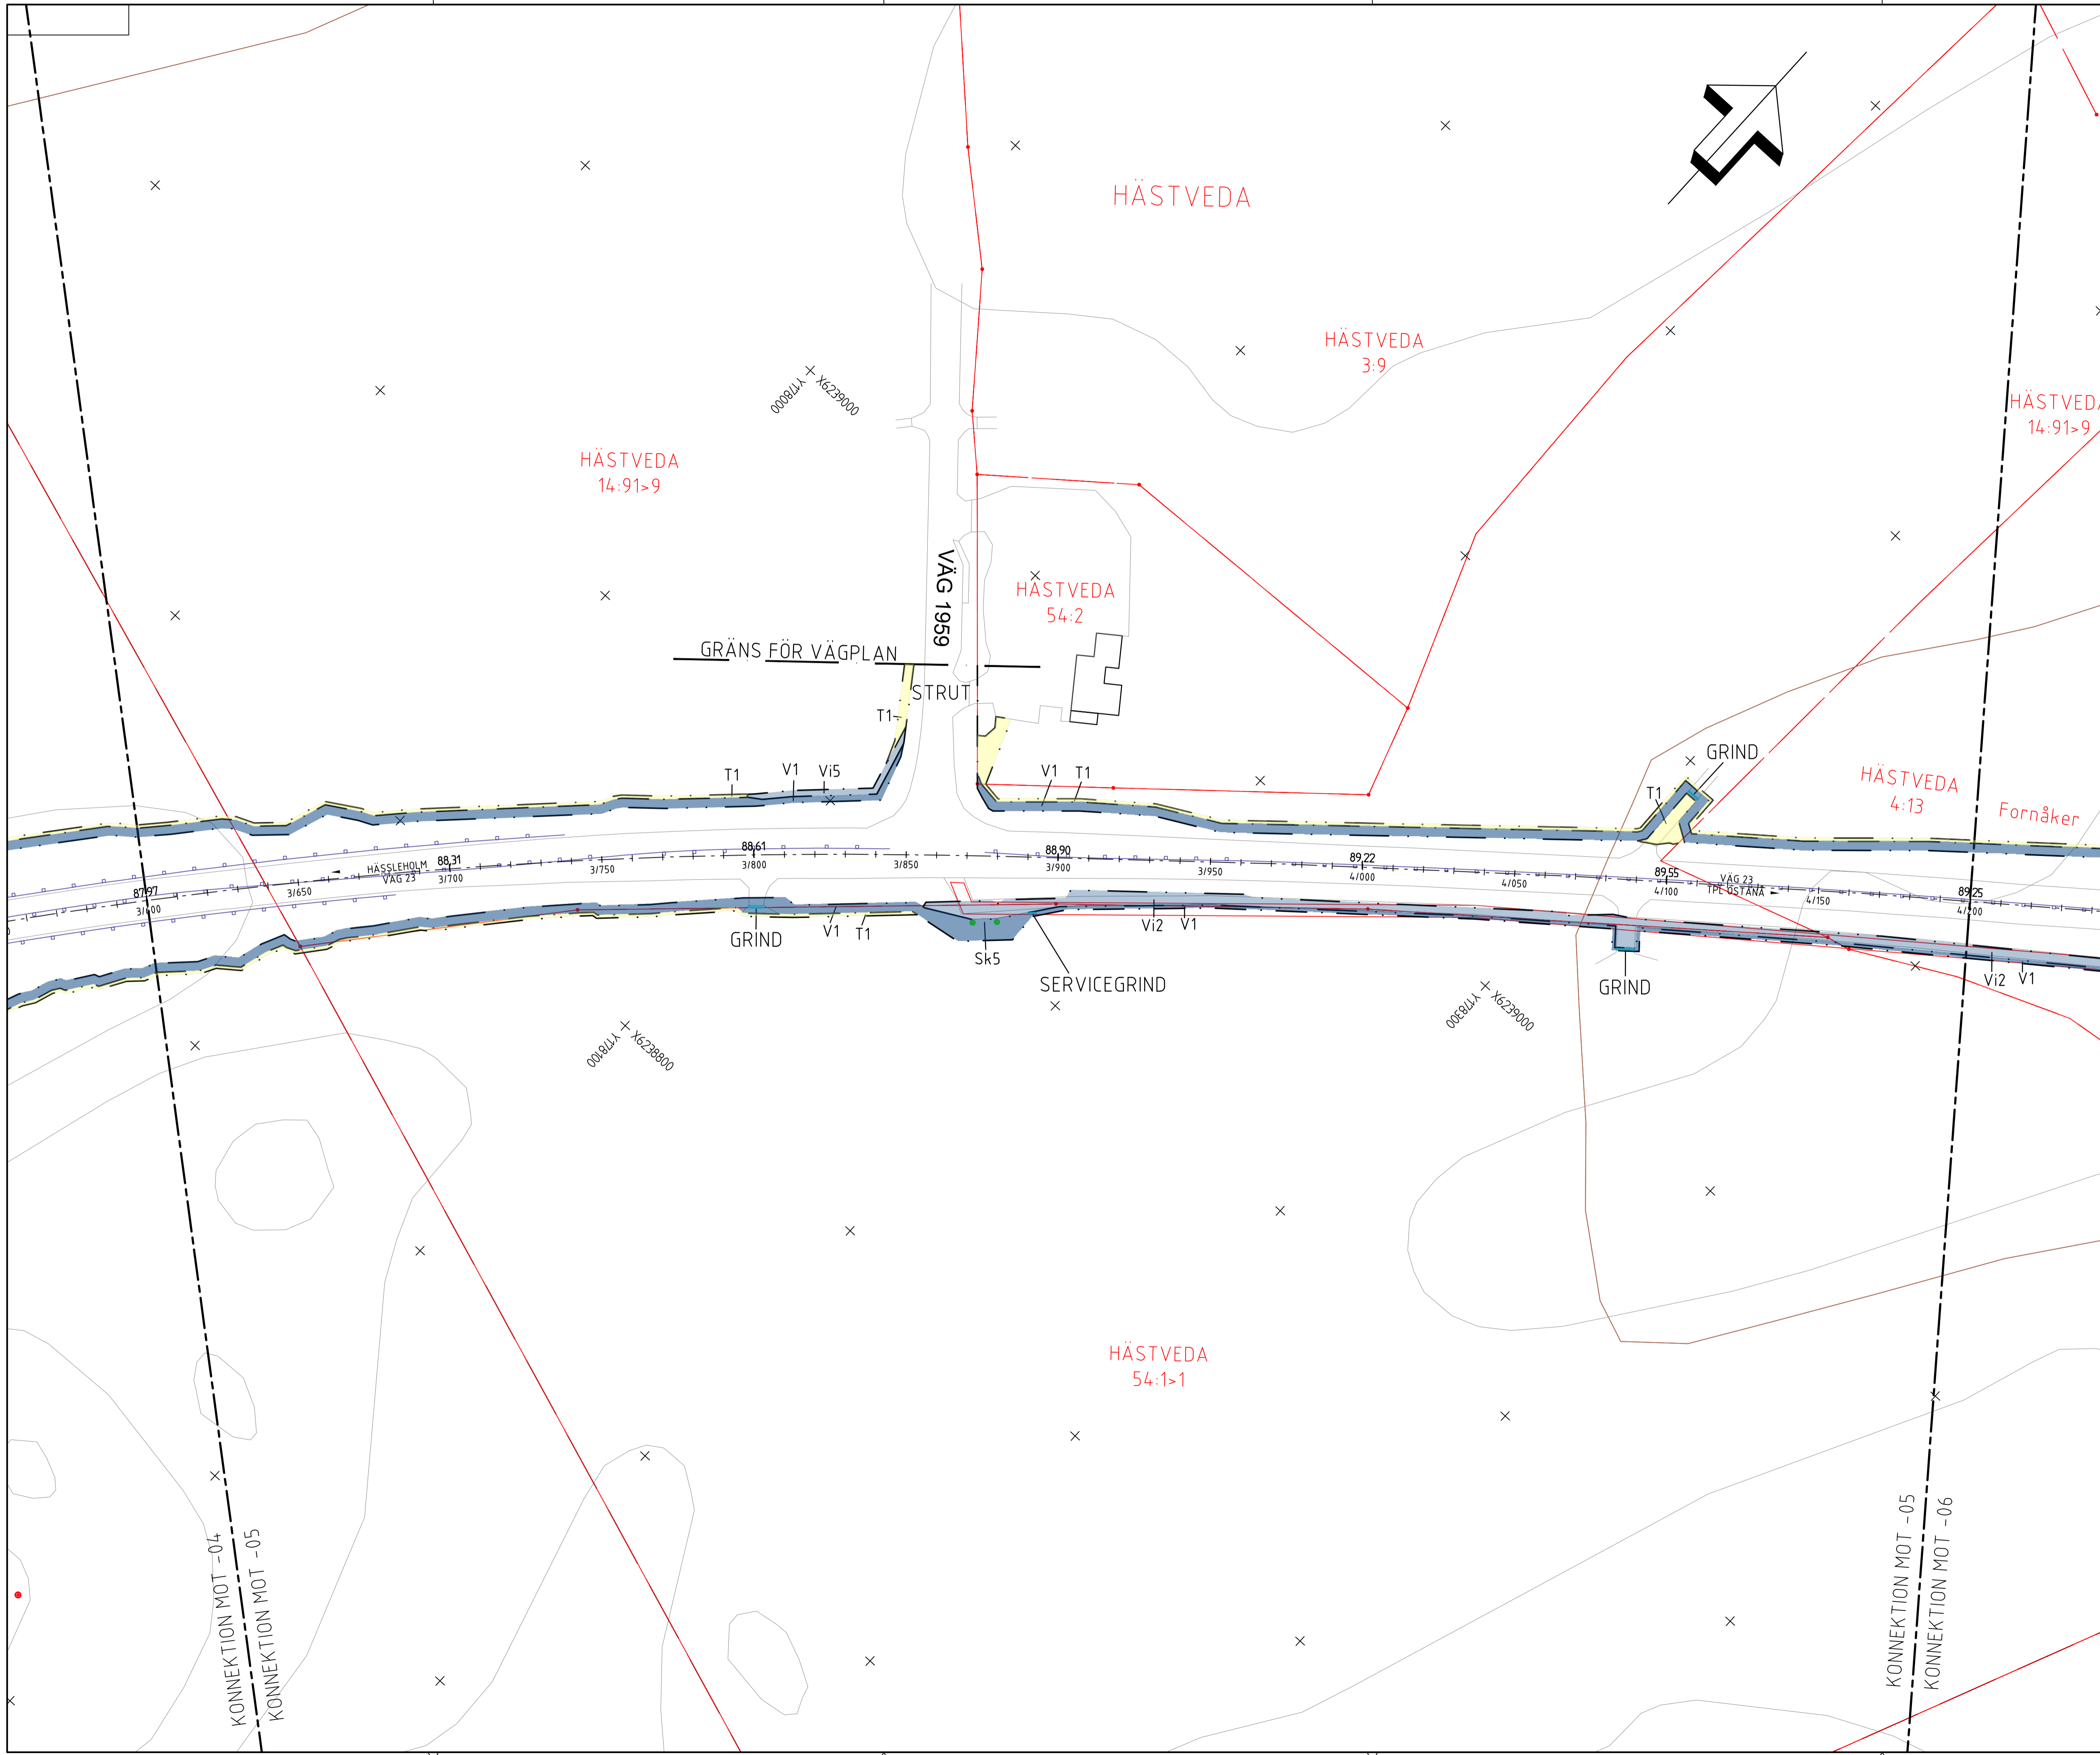 HÄSTVEDA
HÄSTVEDA
3:9
X6239000
Y178000
HÄSTVEDA
14:91>9
HÄSTVEDA
14:91>9
VÄG 1959
HÄSTVEDA
54:2
GRÄNS FÖR VÄGPLAN
STRUT
T1
GRIND
T1
V1
Vi5
V1
T1
T1
HÄSTVEDA
4:13
Fornåker
87,97
3/600
3/650
HÄSSLEHOLM
VÄG 23
88,31
3/700
3/750
88,61
3/800
3/850
88,90
3/900
3/950
89,22
4/000
4/050
89,55
4/100
VÄG 23
TPL ÖSTANÅ
4/150
89,25
4/200
GRIND
V1
T1
Sk5
SERVICEGRIND
Vi2
V1
GRIND
Vi2
V1
X6238800
Y178100
X6239000
Y178300
HÄSTVEDA
54:1>1
KONNEKTION MOT -04
KONNEKTION MOT -05
KONNEKTION MOT -05
KONNEKTION MOT -06